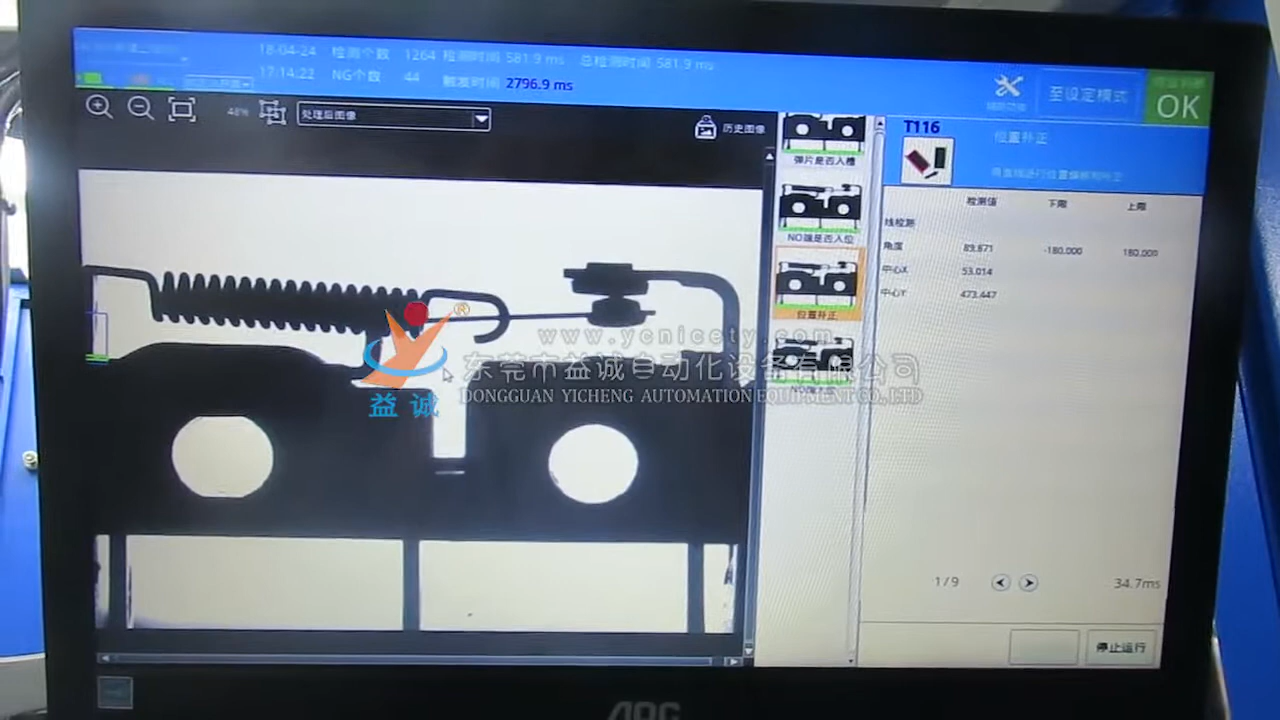 18-04-24 检测个数 1264 检测时间 581.9 ms 总检测时间 581.9 ms
17:14.22 NG个数 44 触发时间 2796.9 ms
至设定模式
OK
48%
处理后图像
历史图像
弹片是否入槽
NO端是否入位
位置补正
T116
位置补正
检测值 下限 上限
线检测
角度 89.871 -180.000 180.000
中心X 53.014
中心Y 473.447
1/9
34.7ms
停止运行
®
益诚
www.ycnicety.com
东莞市益诚自动化设备有限公司
DONGGUAN YICHENG AUTOMATION EQUIPMENT CO.,LTD
AOC